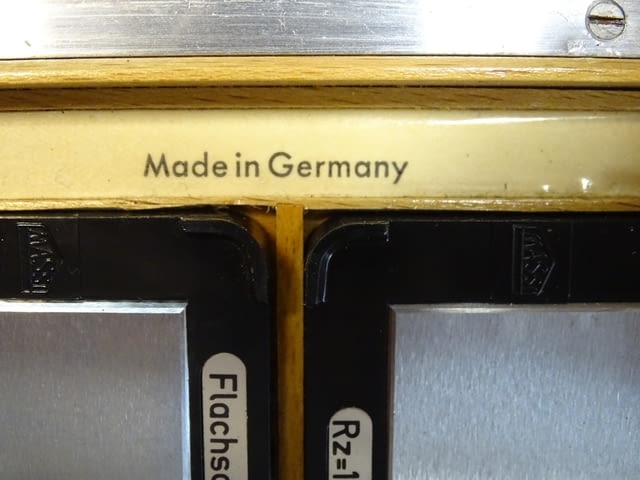 Made in Germany
Flachsc
Rz=1